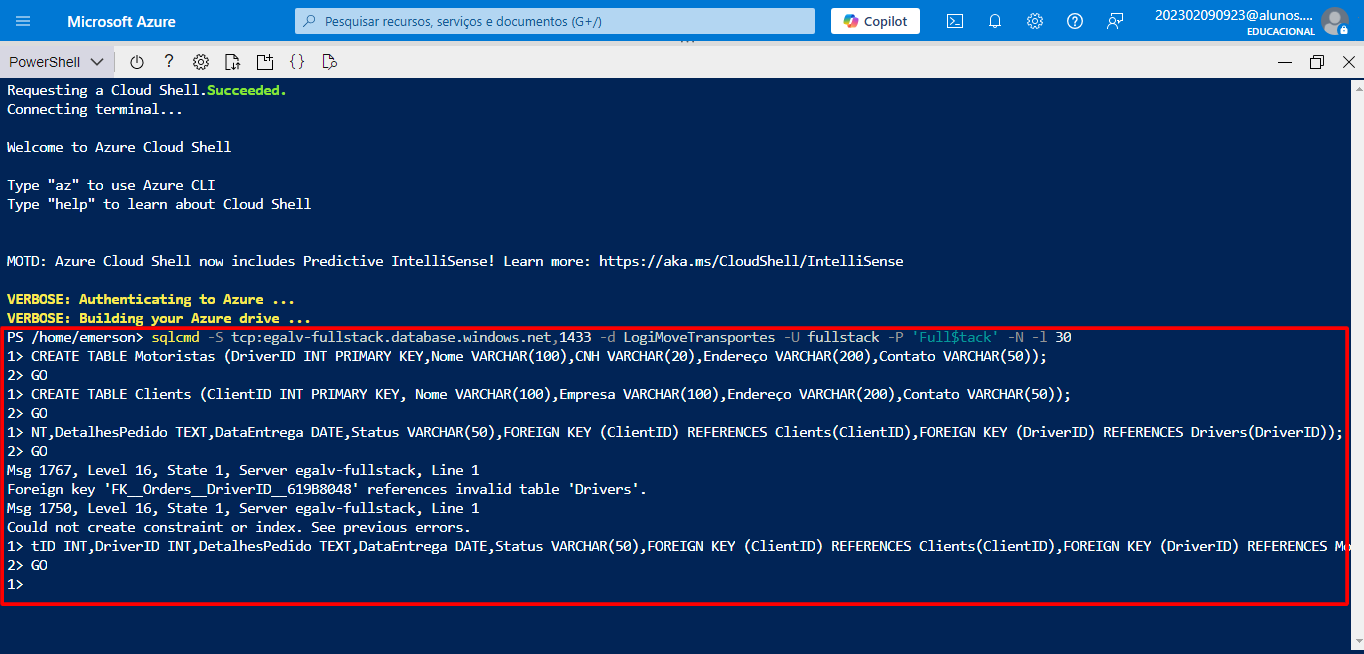 Microsoft Azure
Pesquisar recursos, serviços e documentos (G+/)
Copilot
202302090923@alunos....
EDUCACIONAL
PowerShell
Requesting a Cloud Shell.Succeeded.
Connecting terminal...
Welcome to Azure Cloud Shell
Type "az" to use Azure CLI
Type "help" to learn about Cloud Shell
MOTD: Azure Cloud Shell now includes Predictive IntelliSense! Learn more: https://aka.ms/CloudShell/IntelliSense
VERBOSE: Authenticating to Azure ...
VERBOSE: Building your Azure drive ...
PS /home/emerson> sqlcmd -S tcp:egalv-fullstack.database.windows.net,1433 -d LogiMoveTransportes -U fullstack -P 'Full$tack' -N -l 30
1> CREATE TABLE Motoristas (DriverID INT PRIMARY KEY,Nome VARCHAR(100),CNH VARCHAR(20),Endereço VARCHAR(200),Contato VARCHAR(50));
2> GO
1> CREATE TABLE Clients (ClientID INT PRIMARY KEY, Nome VARCHAR(100),Empresa VARCHAR(100),Endereço VARCHAR(200),Contato VARCHAR(50));
2> GO
1> NT,DetalhesPedido TEXT,DataEntrega DATE,Status VARCHAR(50),FOREIGN KEY (ClientID) REFERENCES Clients(ClientID),FOREIGN KEY (DriverID) REFERENCES Drivers(DriverID));
2> GO
Msg 1767, Level 16, State 1, Server egalv-fullstack, Line 1
Foreign key 'FK__Orders__DriverID__619B8048' references invalid table 'Drivers'.
Msg 1750, Level 16, State 1, Server egalv-fullstack, Line 1
Could not create constraint or index. See previous errors.
1> tID INT,DriverID INT,DetalhesPedido TEXT,DataEntrega DATE,Status VARCHAR(50),FOREIGN KEY (ClientID) REFERENCES Clients(ClientID),FOREIGN KEY (DriverID) REFERENCES Mo
2> GO
1>